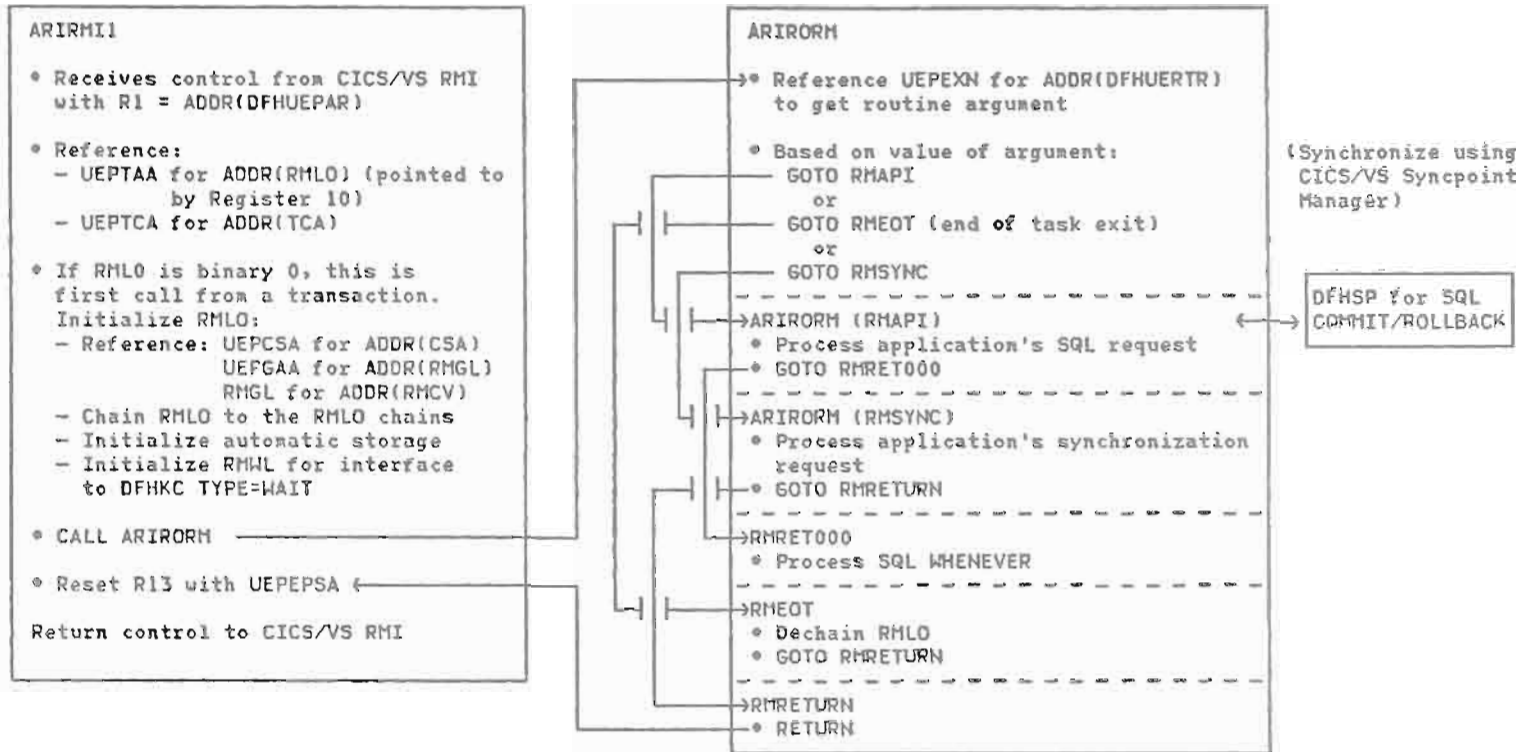 ARIRMI1
• Receives control from CICS/VS RMI
with R1 = ADDR(DFHUEPAR)
• Reference:
– UEPTAA for ADDR(RMLO) (pointed to
by Register 10)
– UEPTCA for ADDR(TCA)
• If RMLO is binary 0, this is
first call from a transaction.
Initialize RMLO:
– Reference: UEPCSA for ADDR(CSA)
UEFGAA for ADDR(RMGL)
RMGL for ADDR(RMCV)
– Chain RMLO to the RMLO chains
– Initialize automatic storage
– Initialize RMWL for interface
to DFHKC TYPE=WAIT
• CALL ARIRORM
• Reset R13 with UEPEPSA
Return control to CICS/VS RMI
ARIRORM
• Reference UEPEXN for ADDR(DFHUERTR)
to get routine argument
• Based on value of argument:
GOTO RMAPI
or
GOTO RMEOT (end of task exit)
or
GOTO RMSYNC
ARIRORM (RMAPI)
• Process application's SQL request
• GOTO RMRET000
ARIRORM (RMSYNC)
• Process application's synchronization
request
• GOTO RMRETURN
RMRET000
• Process SQL WHENEVER
RMEOT
• Dechain RMLO
• GOTO RMRETURN
RMRETURN
• RETURN
(Synchronize using
CICS/VS Syncpoint
Manager)
DFHSP for SQL
COMMIT/ROLLBACK